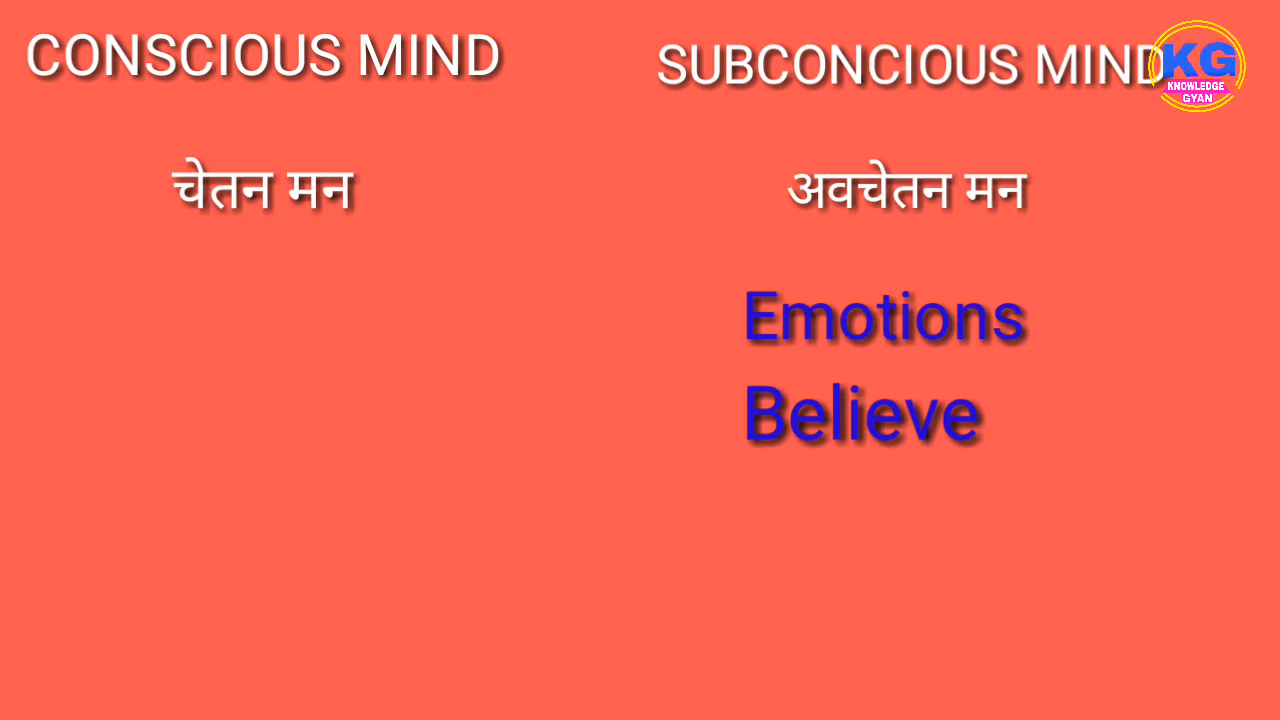 CONSCIOUS MIND
SUBCONCIOUS MIND
KG
KNOWLEDGE
GYAN
चेतन मन
अवचेतन मन
Emotions
Believe